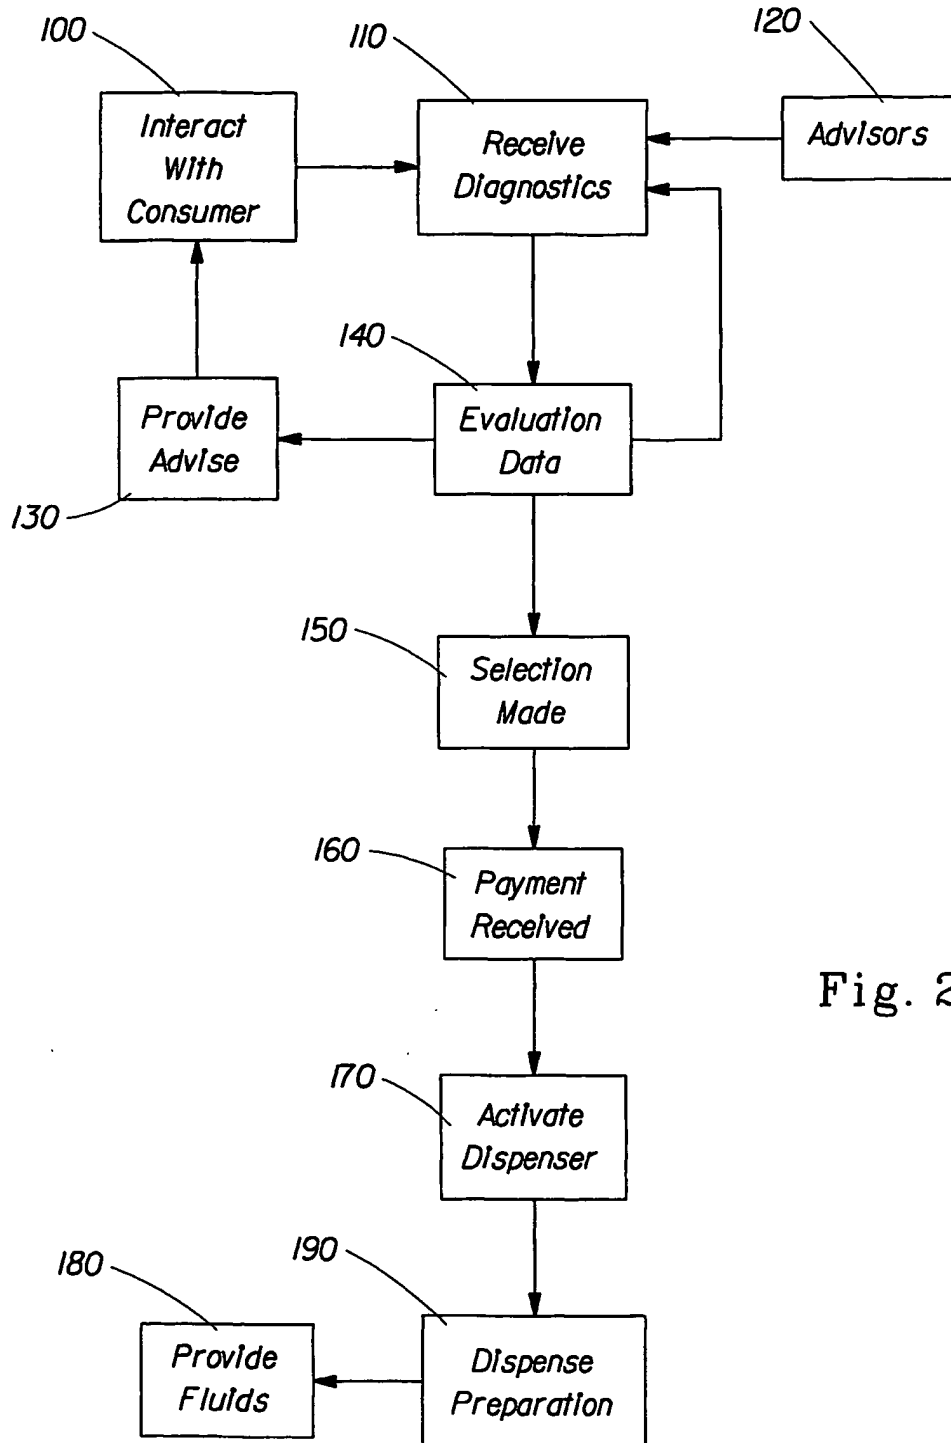 100
110
120
Interact
With
Consumer
Receive
Diagnostics
Advisors
140
Provide
Advise
Evaluation
Data
130
150
Selection
Made
160
Payment
Received
Fig. 2
170
Activate
Dispenser
180
190
Provide
Fluids
Dispense
Preparation